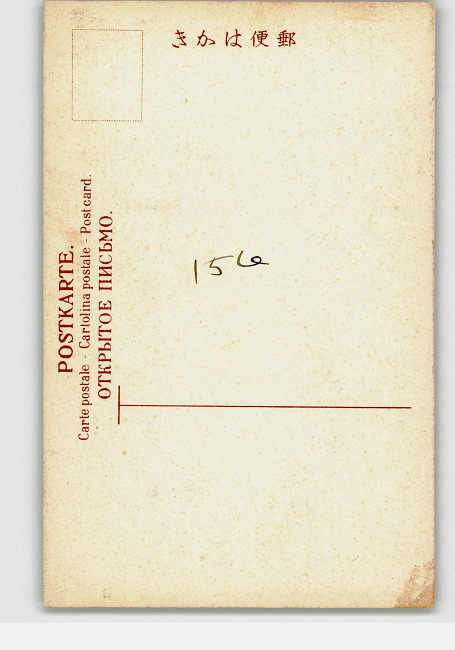 きかは便郵
POSTKARTE.
Carte postale - Cartolina postale - Post card.
ОТКРЫТОЕ ПИСЬМО.
156